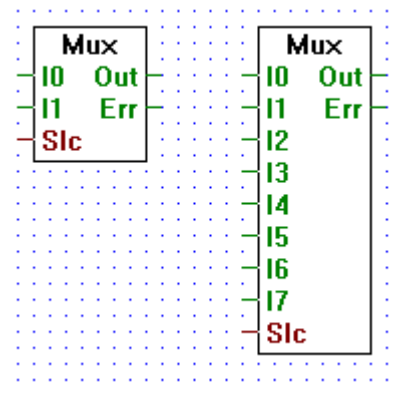 Mux
I0 Out
I1 Err
Slc
Mux
I0 Out
I1 Err
I2
I3
I4
I5
I6
I7
Slc